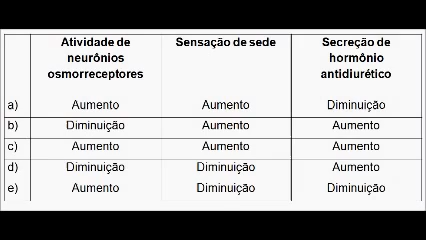 Atividade de neurônios osmorreceptores Sensação de sede Secreção de hormônio antidiurético
a) Aumento Aumento Diminuição
b) Diminuição Aumento Aumento
c) Aumento Aumento Aumento
d) Diminuição Diminuição Aumento
e) Aumento Diminuição Diminuição